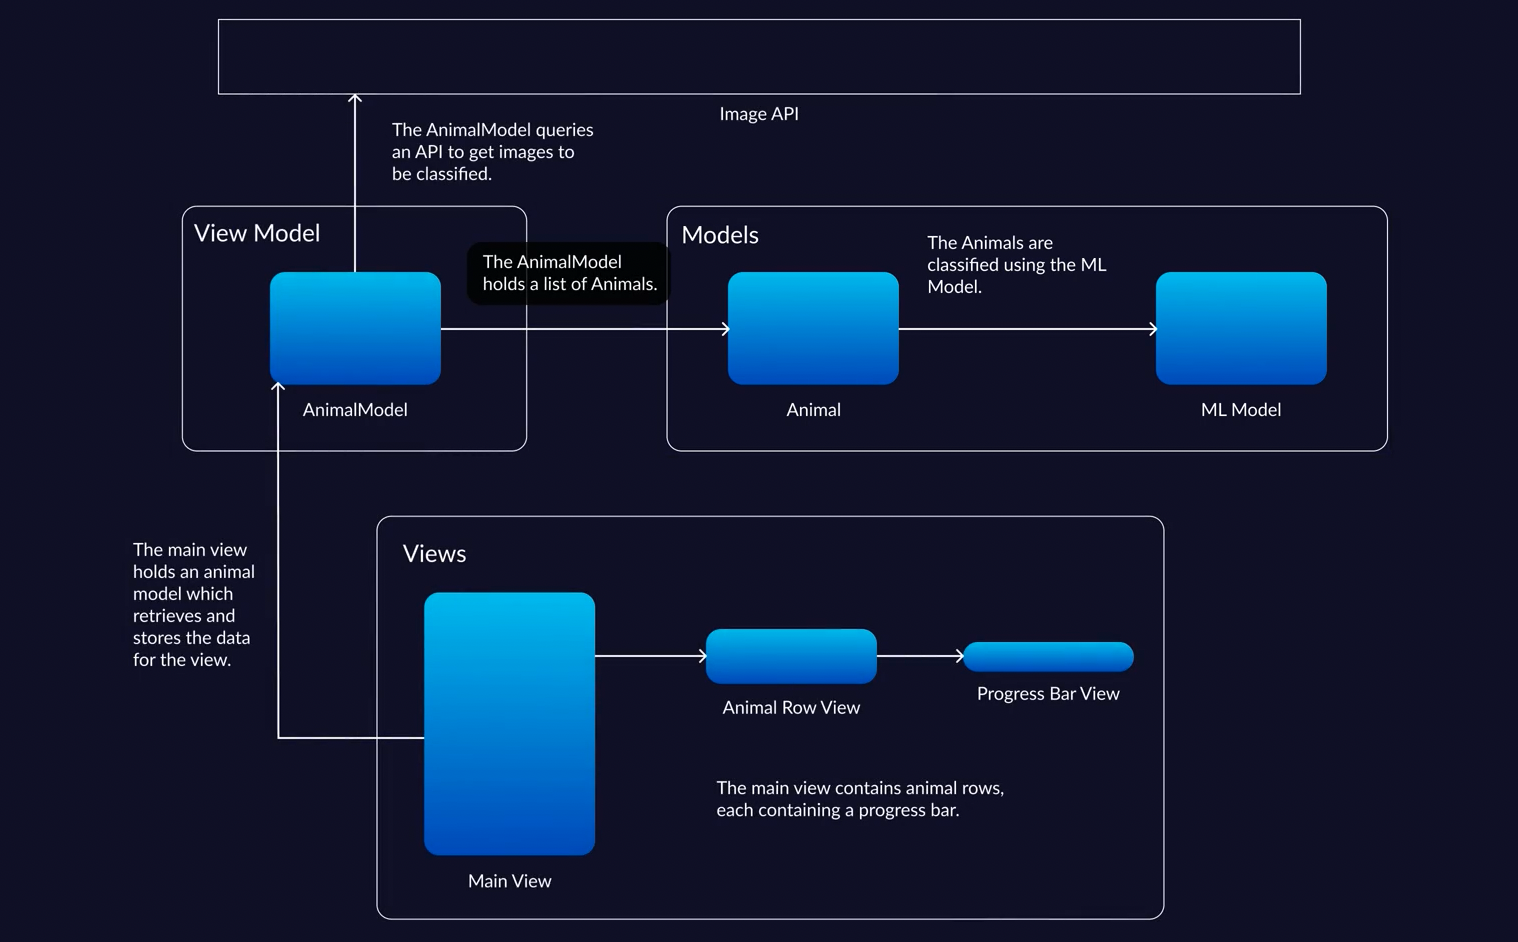 Image API
The AnimalModel queries
an API to get images to
be classified.
View Model
The AnimalModel
holds a list of Animals.
AnimalModel
Models
The Animals are
classified using the ML
Model.
Animal
ML Model
The main view
holds an animal
model which
retrieves and
stores the data
for the view.
Views
Main View
Animal Row View
Progress Bar View
The main view contains animal rows,
each containing a progress bar.